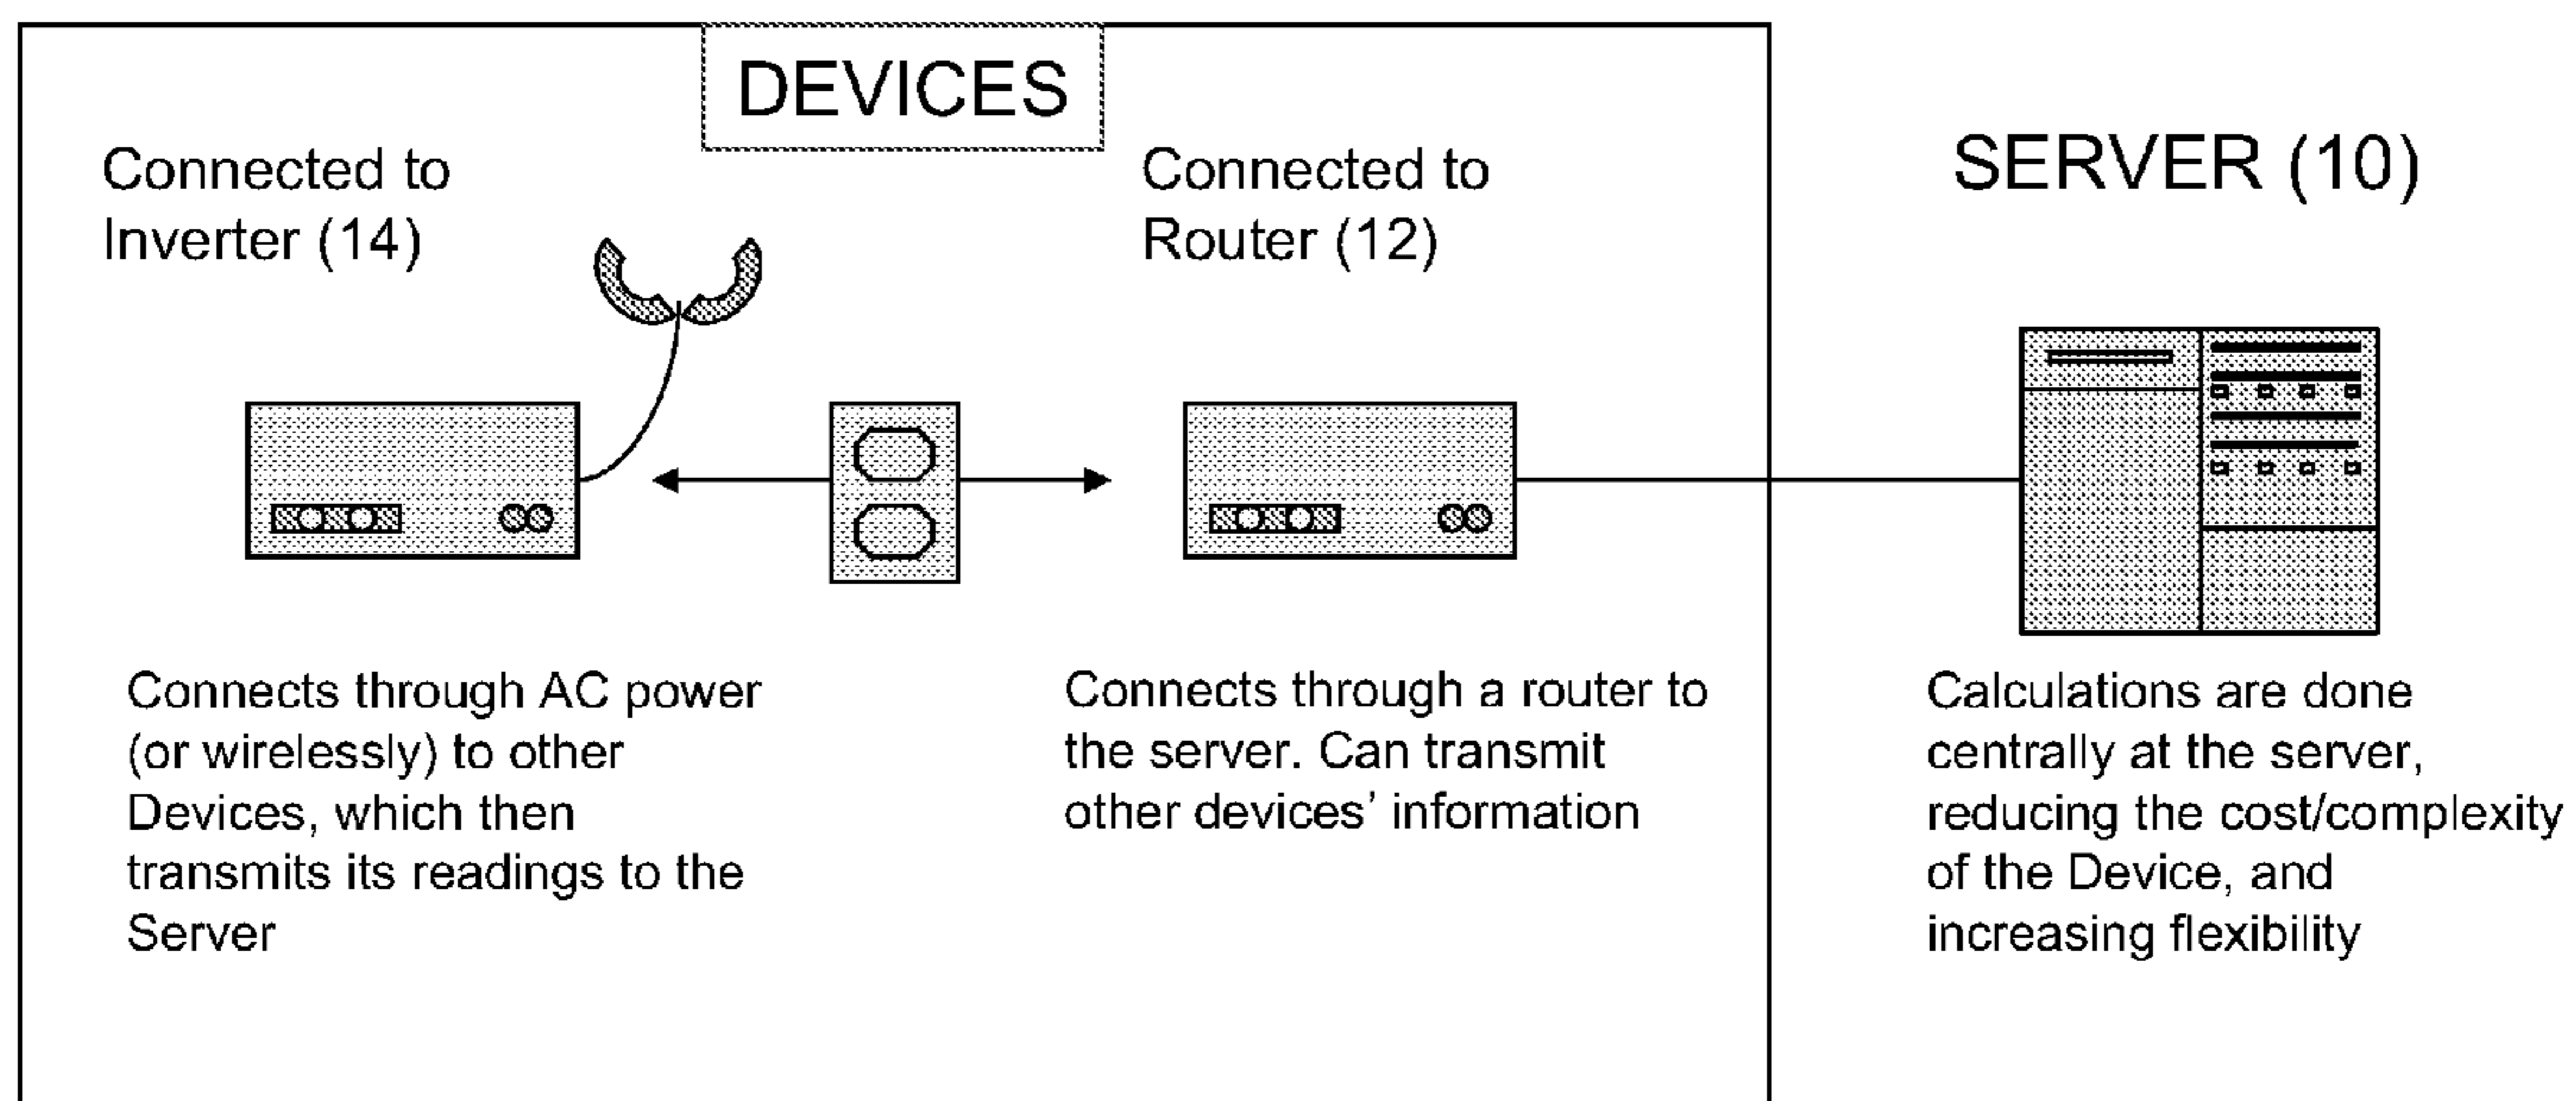 DEVICES
Connected to
Inverter (14)
Connected to
Router (12)
SERVER (10)
Connects through AC power
(or wirelessly) to other
Devices, which then
transmits its readings to the
Server
Connects through a router to
the server. Can transmit
other devices’ information
Calculations are done
centrally at the server,
reducing the cost/complexity
of the Device, and
increasing flexibility